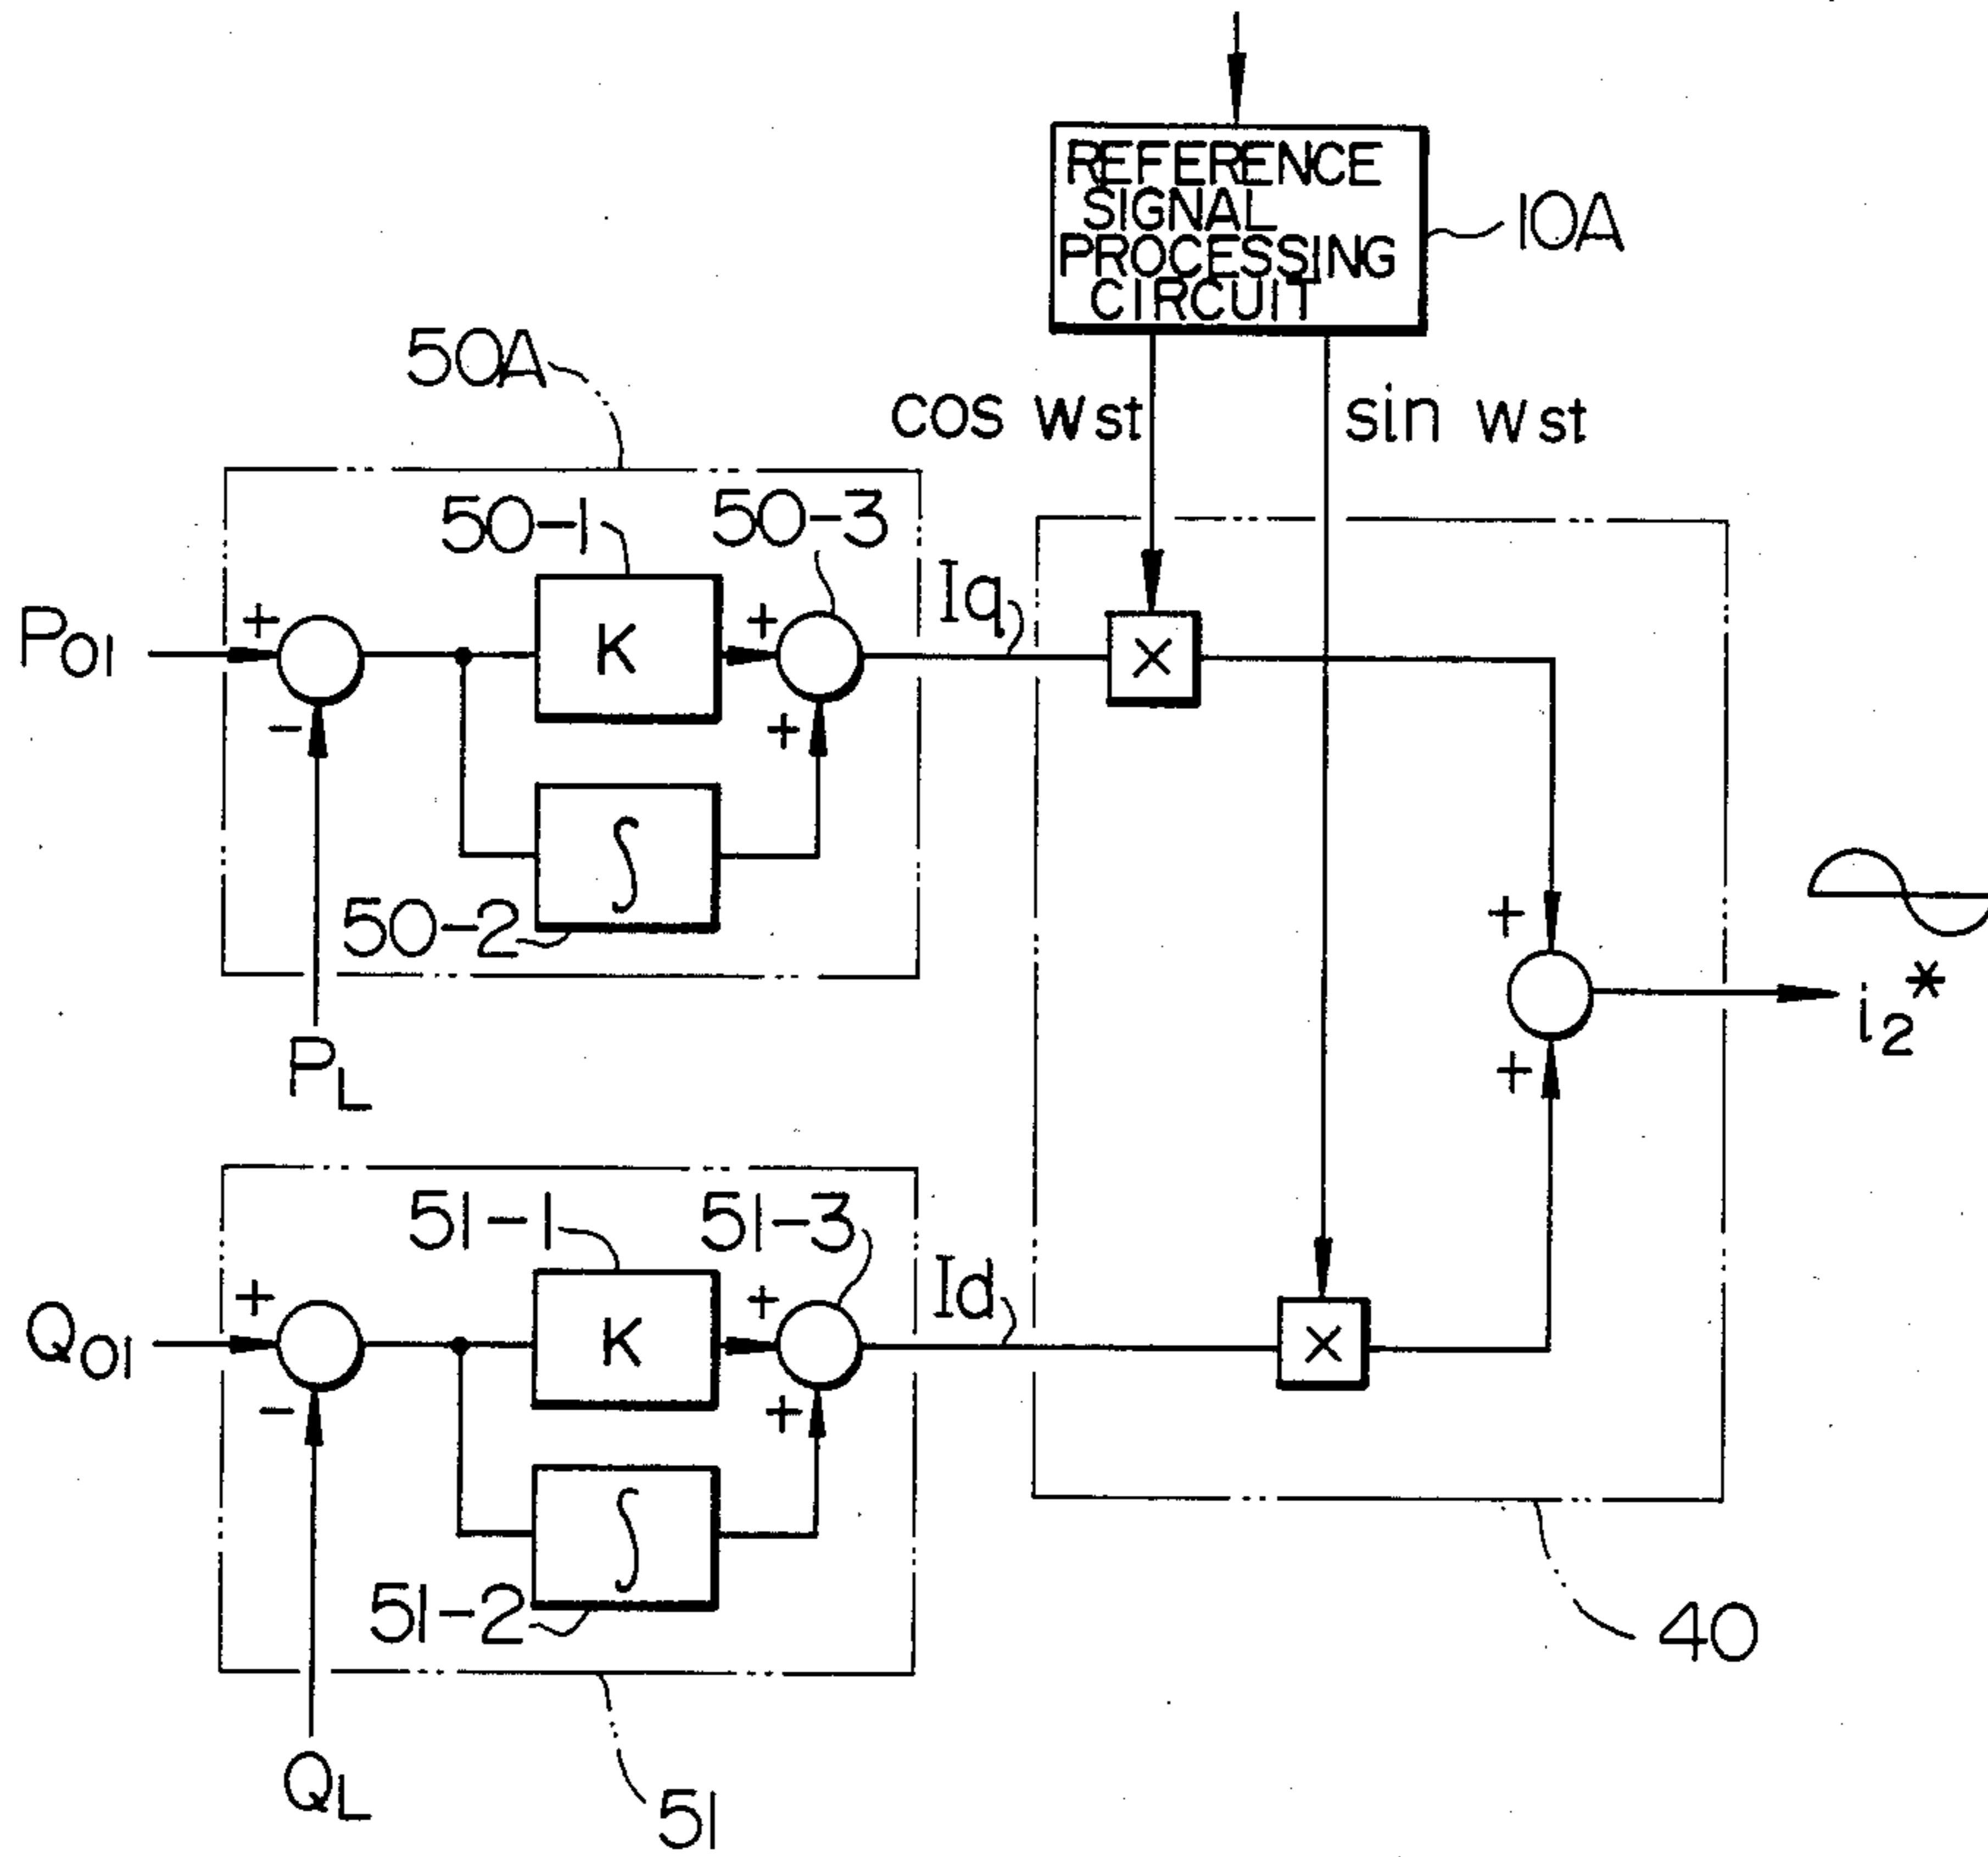 REFERENCE
SIGNAL
PROCESSING
CIRCUIT
10A
50A
cos wst
sin wst
50-1
50-3
Iq
P01
+
K
+
×
-
+
∫
50-2
+
i2*
PL
+
51-1
51-3
Id
Q01
+
K
+
×
-
+
∫
51-2
40
QL
51